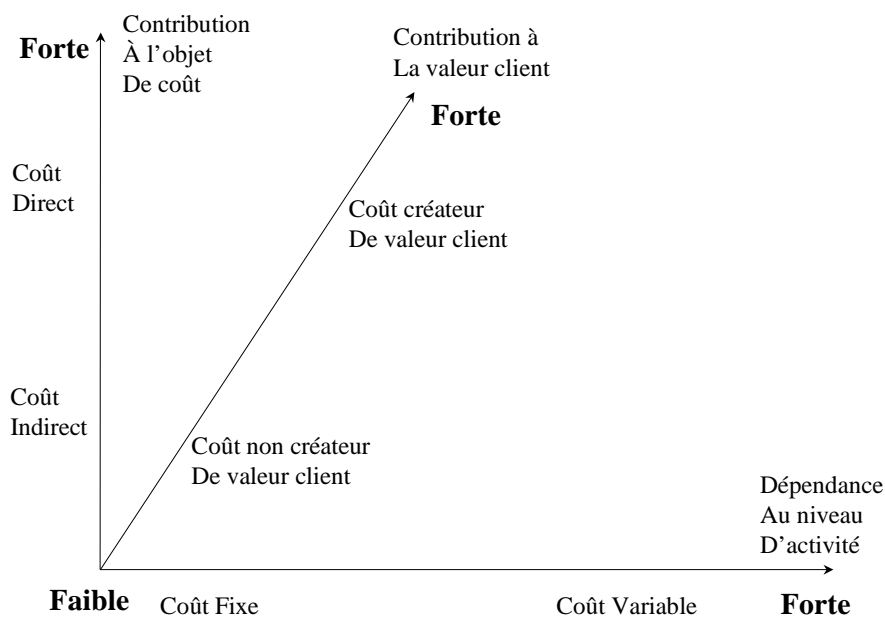 Contribution
À l’objet
De coût
Forte
Contribution à
La valeur client
Forte
Coût
Direct
Coût créateur
De valeur client
Coût
Indirect
Coût non créateur
De valeur client
Dépendance
Au niveau
D’activité
Faible
Coût Fixe
Coût Variable
Forte